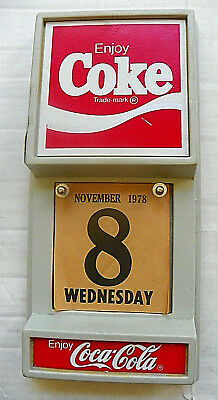 Enjoy
Coke
Trade-mark ®
NOVEMBER 1978
8
WEDNESDAY
Enjoy
Coca-Cola ®